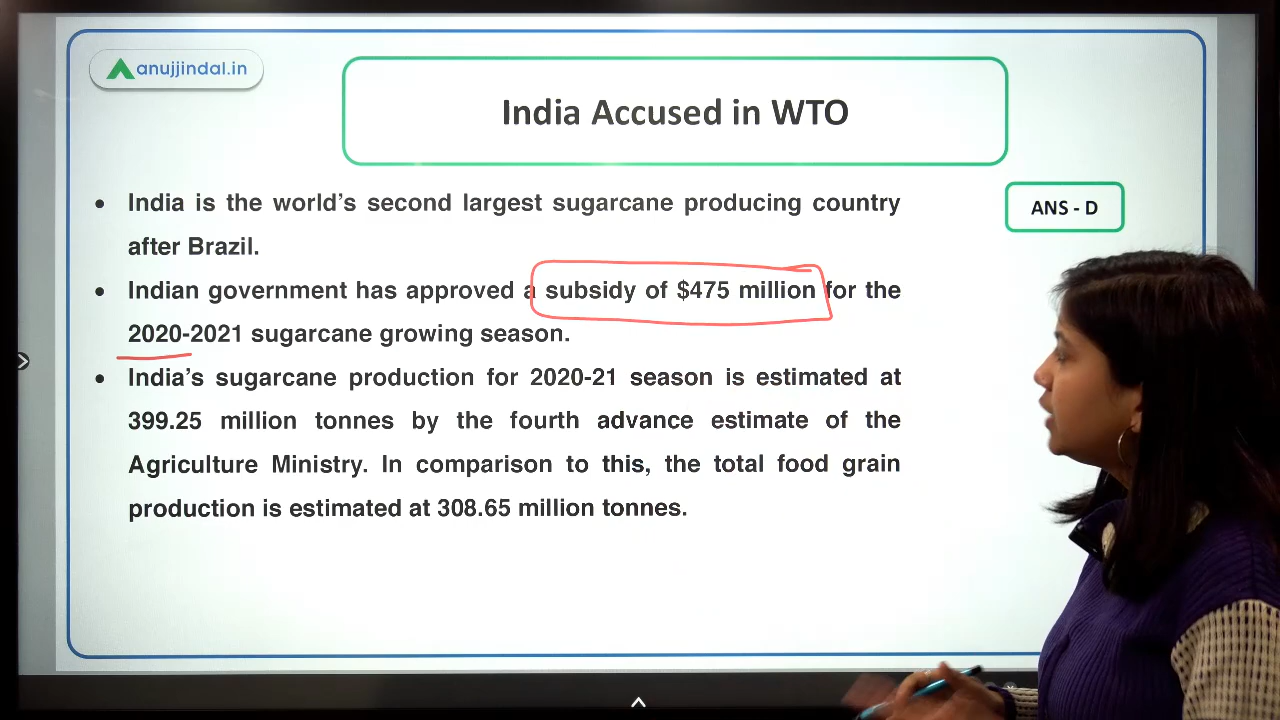 anujjindal.in
India Accused in WTO
• India is the world’s second largest sugarcane producing country
after Brazil.
ANS - D
• Indian government has approved a subsidy of $475 million for the
2020-2021 sugarcane growing season.
• India’s sugarcane production for 2020-21 season is estimated at
399.25 million tonnes by the fourth advance estimate of the
Agriculture Ministry. In comparison to this, the total food grain
production is estimated at 308.65 million tonnes.